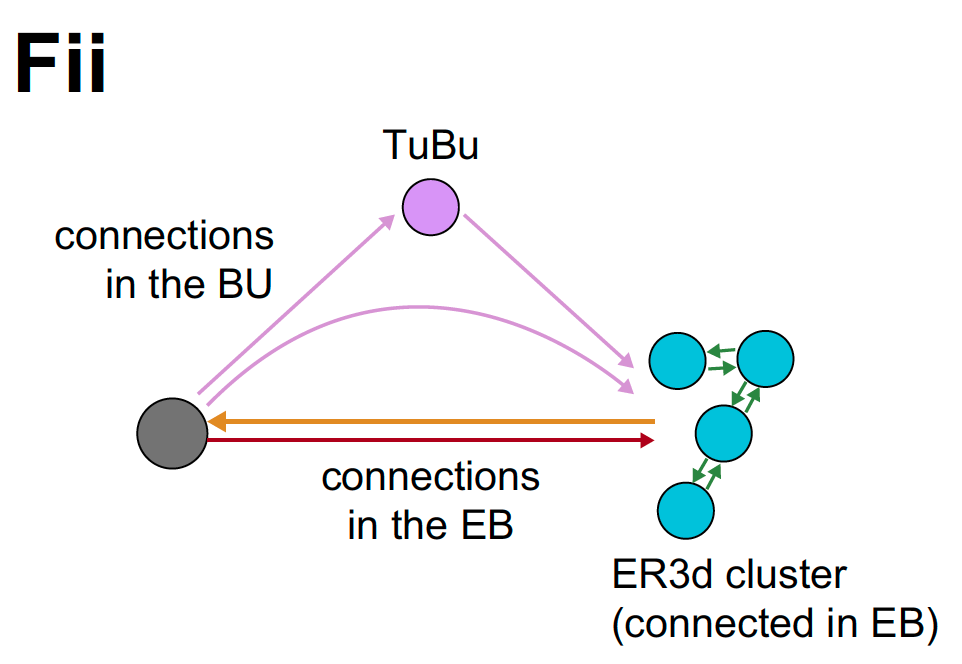 Fii
TuBu
connections
in the BU
connections
in the EB
ER3d cluster
(connected in EB)